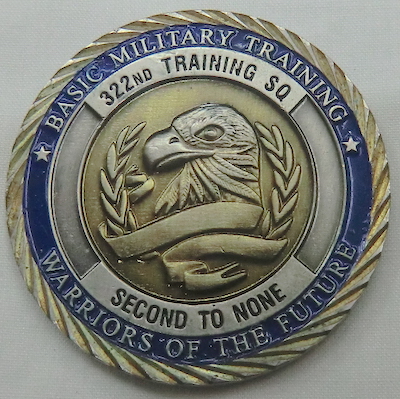 BASIC MILITARY TRAINING
322ND TRAINING SQ
SECOND TO NONE
WARRIORS OF THE FUTURE